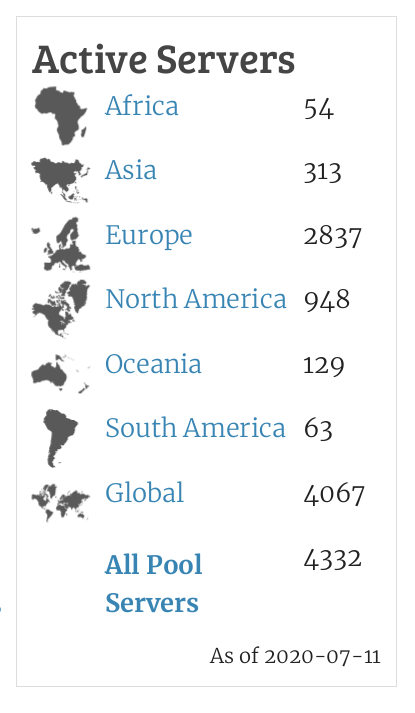 Active Servers
Africa 54
Asia 313
Europe 2837
North America 948
Oceania 129
South America 63
Global 4067
All Pool 4332
Servers
As of 2020-07-11